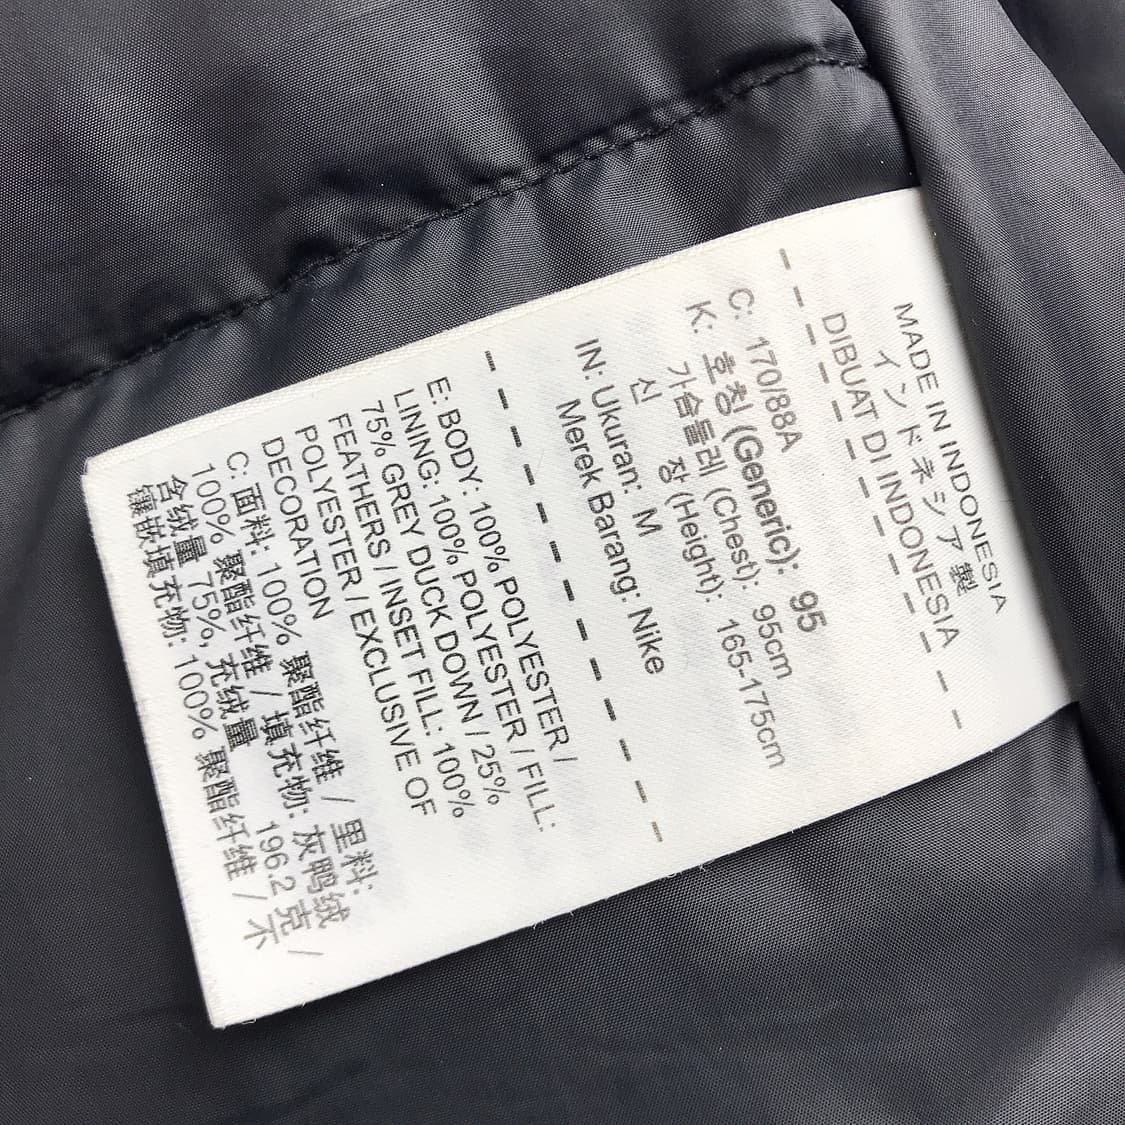 MADE IN INDONESIA
インドネシア製
DIBUAT DI INDONESIA
C: 170/88A
K: 호칭 (Generic): 95
가슴둘레 (Chest): 95cm
신 장 (Height): 165-175cm
IN: Ukuran: M
Merek Barang: Nike
E: BODY: 100% POLYESTER /
LINING: 100% POLYESTER / FILL:
75% GREY DUCK DOWN / 25%
FEATHERS / INSET FILL: 100%
POLYESTER / EXCLUSIVE OF
DECORATION
C: 面料: 100% 聚酯纤维 / 里料:
100% 聚酯纤维 / 填充物: 灰鸭绒 /
含绒量 75%, 充绒量 196.2 克 /
镶嵌填充物: 100% 聚酯纤维 / 不